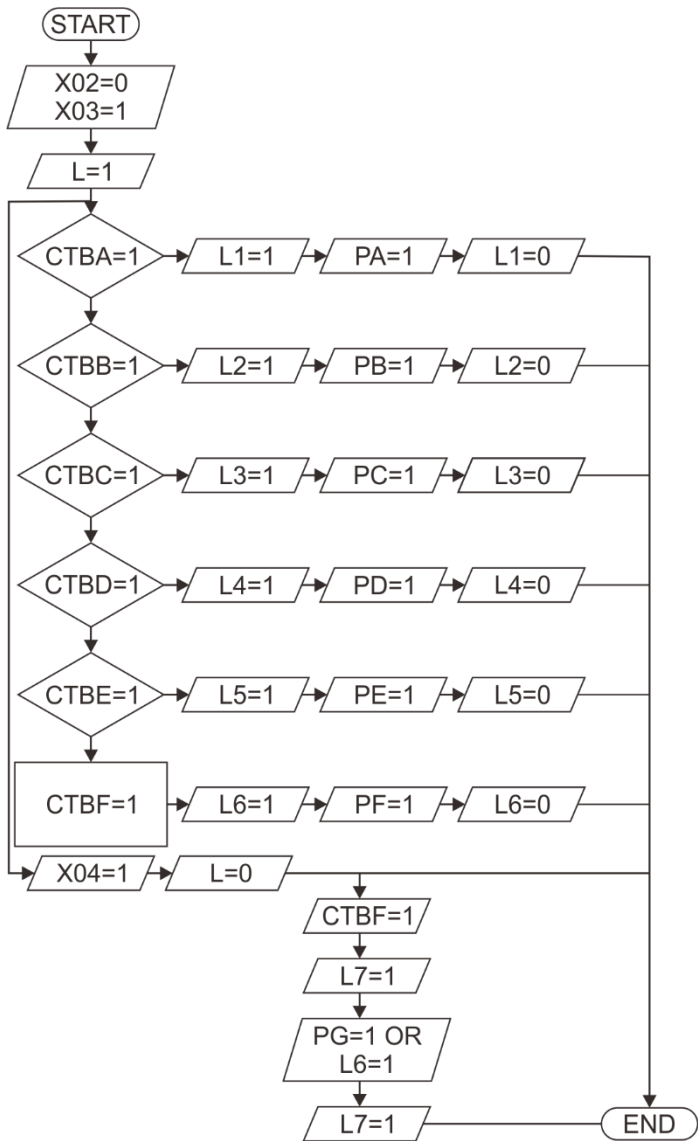 START
X02=0
X03=1
L=1
CTBA=1
L1=1
PA=1
L1=0
CTBB=1
L2=1
PB=1
L2=0
CTBC=1
L3=1
PC=1
L3=0
CTBD=1
L4=1
PD=1
L4=0
CTBE=1
L5=1
PE=1
L5=0
CTBF=1
L6=1
PF=1
L6=0
X04=1
L=0
CTBF=1
L7=1
PG=1 OR
L6=1
L7=1
END